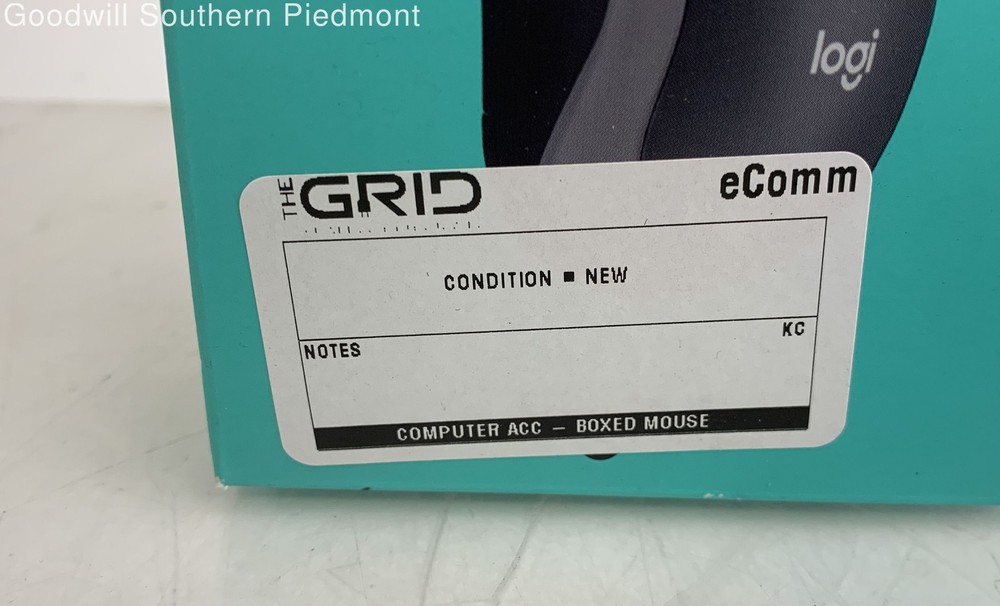 Goodwill Southern Piedmont
logi
THE GRID
eComm
CONDITION ▪ NEW
KC
NOTES
COMPUTER ACC – BOXED MOUSE